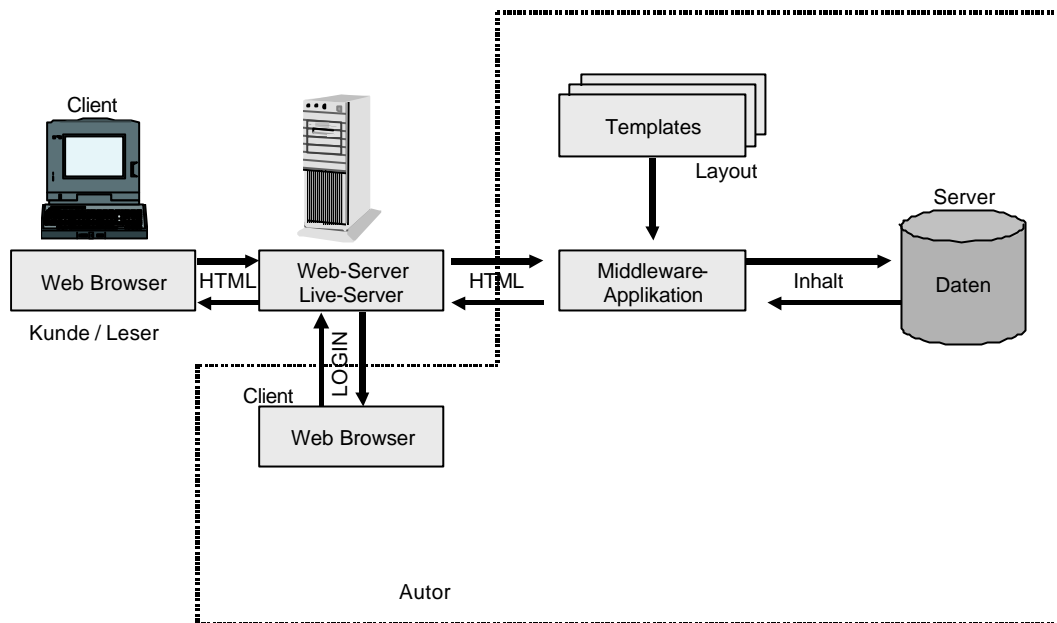 Client
Templates
Layout
Server
Web Browser
HTML
Web-Server
Live-Server
HTML
Middleware-
Applikation
Inhalt
Daten
Kunde / Leser
LOGIN
Client
Web Browser
Autor